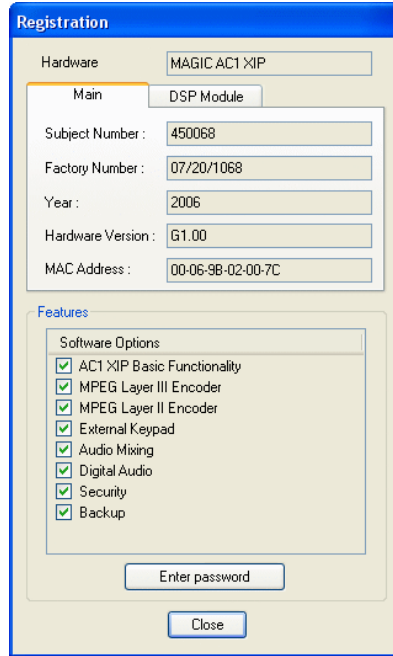 Registration
Hardware MAGIC AC1 XIP
Main DSP Module
Subject Number : 450068
Factory Number : 07/20/1068
Year : 2006
Hardware Version : G1.00
MAC Address : 00-06-9B-02-00-7C
Features
Software Options
AC1 XIP Basic Functionality
MPEG Layer III Encoder
MPEG Layer II Encoder
External Keypad
Audio Mixing
Digital Audio
Security
Backup
Enter password
Close